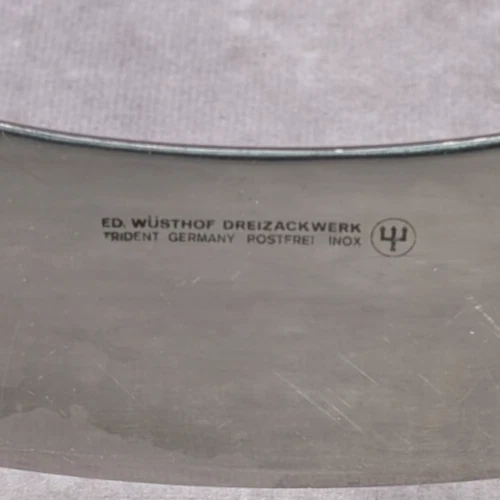 ED. WÜSTHOF DREIZACKWERK
TRIDENT GERMANY POSTFREI INOX